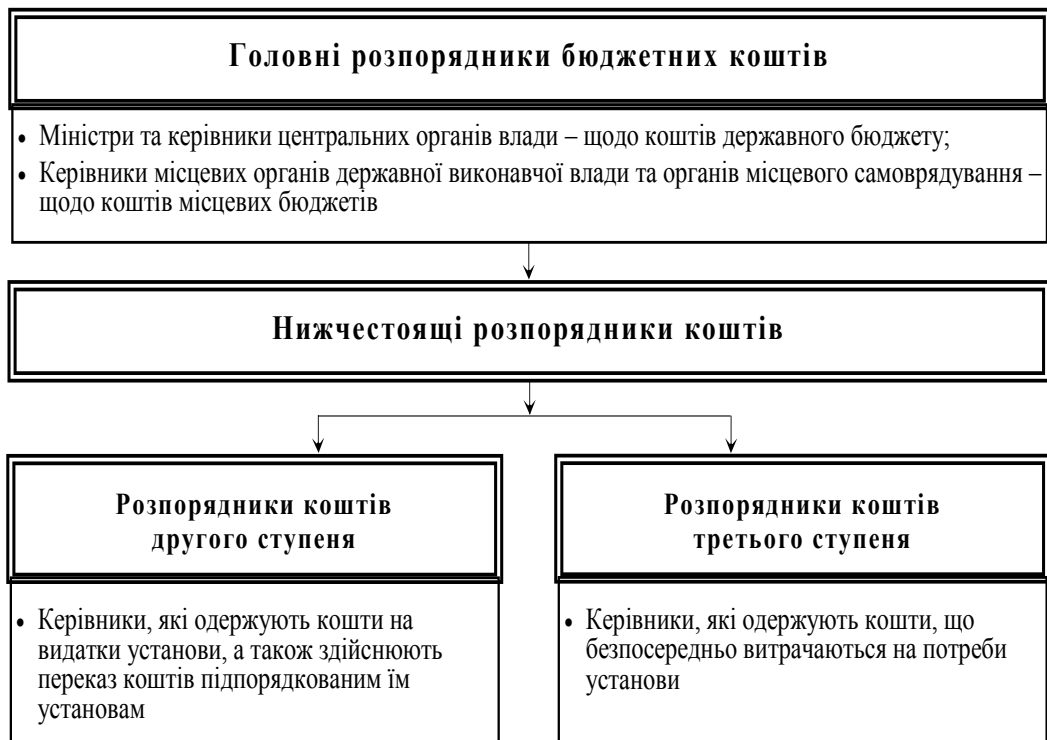 Головні розпорядники бюджетних коштів
• Міністри та керівники центральних органів влади – щодо коштів державного бюджету;
• Керівники місцевих органів державної виконавчої влади та органів місцевого самоврядування –
щодо коштів місцевих бюджетів
Нижчестоящі розпорядники коштів
Розпорядники коштів
другого ступеня
• Керівники, які одержують кошти на
видатки установи, а також здійснюють
переказ коштів підпорядкованим їм
установам
Розпорядники коштів
третього ступеня
• Керівники, які одержують кошти, що
безпосередньо витрачаються на потреби
установи